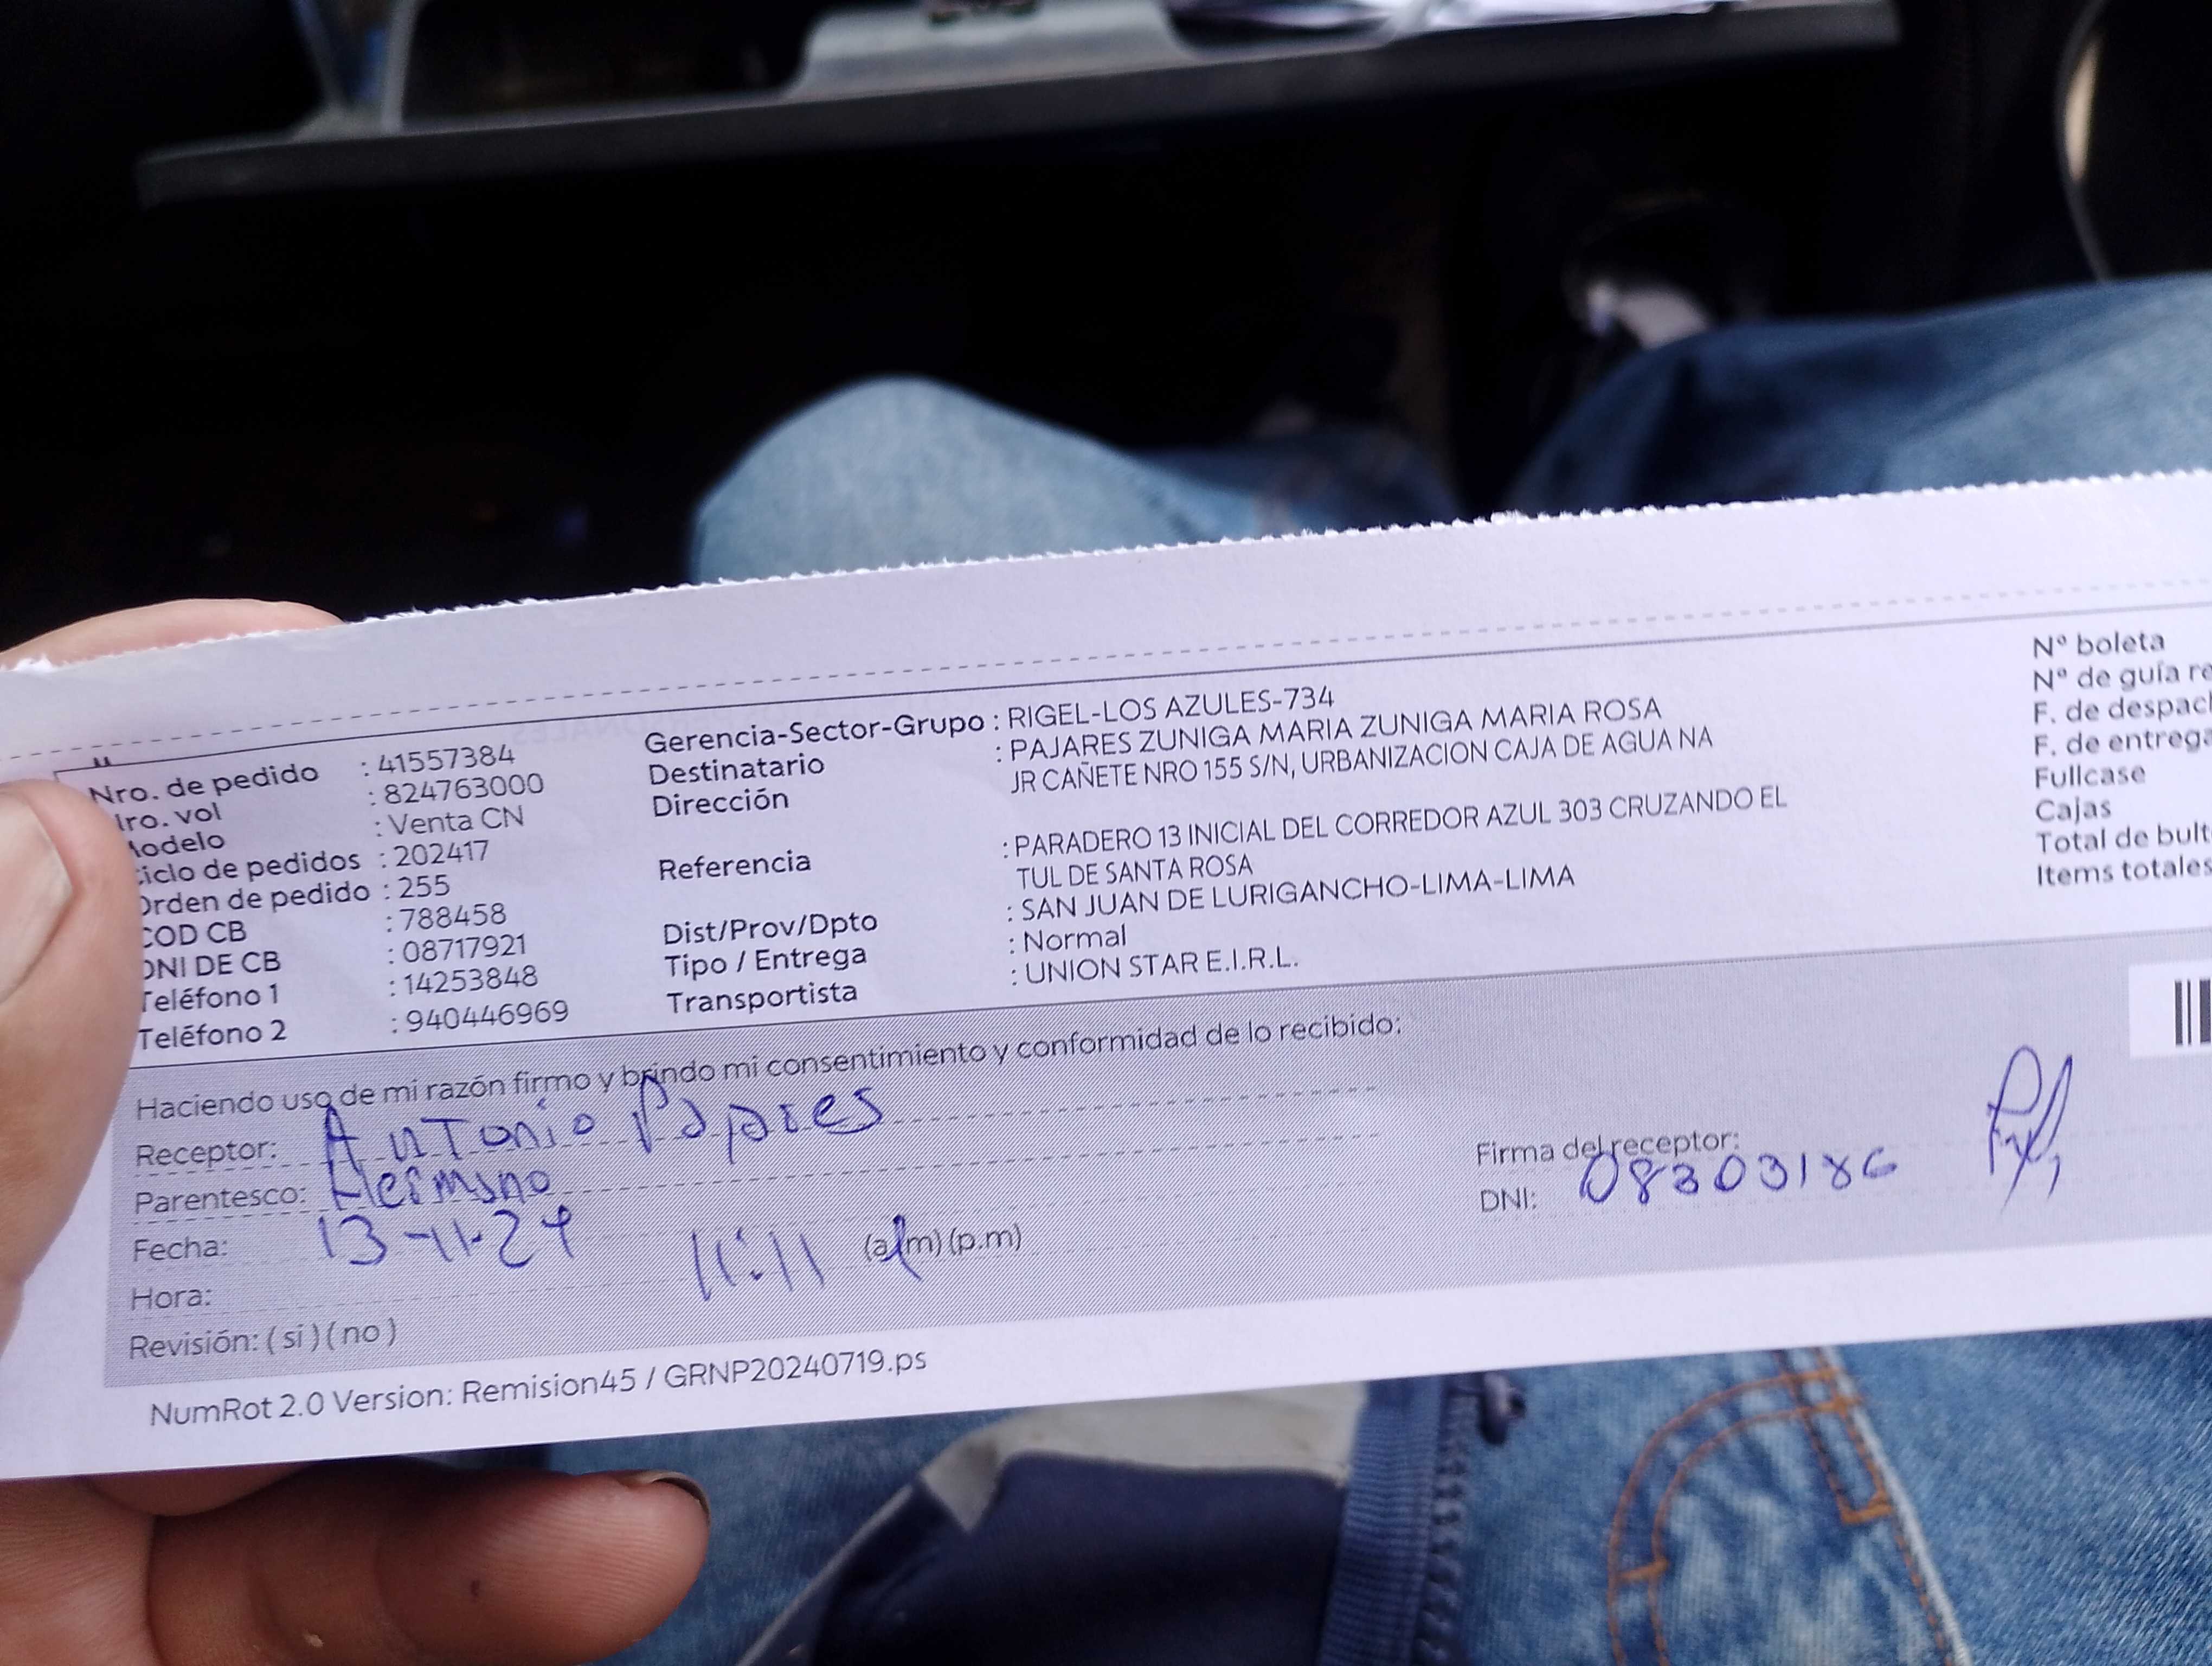 Nro. de pedido : 41557384
Nro. vol : 824763000
Modelo : Venta CN
Ciclo de pedidos : 202417
Orden de pedido : 255
COD CB : 788458
DNI DE CB : 08717921
Teléfono 1 : 14253848
Teléfono 2 : 940446969
Gerencia-Sector-Grupo : RIGEL-LOS AZULES-734
Destinatario : PAJARES ZUNIGA MARIA ZUNIGA MARIA ROSA
Dirección JR CAÑETE NRO 155 S/N, URBANIZACION CAJA DE AGUA NA
Referencia : PARADERO 13 INICIAL DEL CORREDOR AZUL 303 CRUZANDO EL
TUL DE SANTA ROSA
Dist/Prov/Dpto : SAN JUAN DE LURIGANCHO-LIMA-LIMA
Tipo / Entrega : Normal
Transportista : UNION STAR E.I.R.L.
N° boleta
N° de guía re
F. de despach
F. de entrega
Fullcase
Cajas
Total de bult
Items totales
Haciendo uso de mi razón firmo y brindo mi consentimiento y conformidad de lo recibido:
Receptor: Antonio Pajares
Parentesco: Hermano
Fecha: 13-11-24
Hora: 11:11 (a.m) (p.m)
Revisión: ( si ) ( no )
Firma del receptor:
DNI: 08303186
NumRot 2.0 Version: Remision45 / GRNP20240719.ps